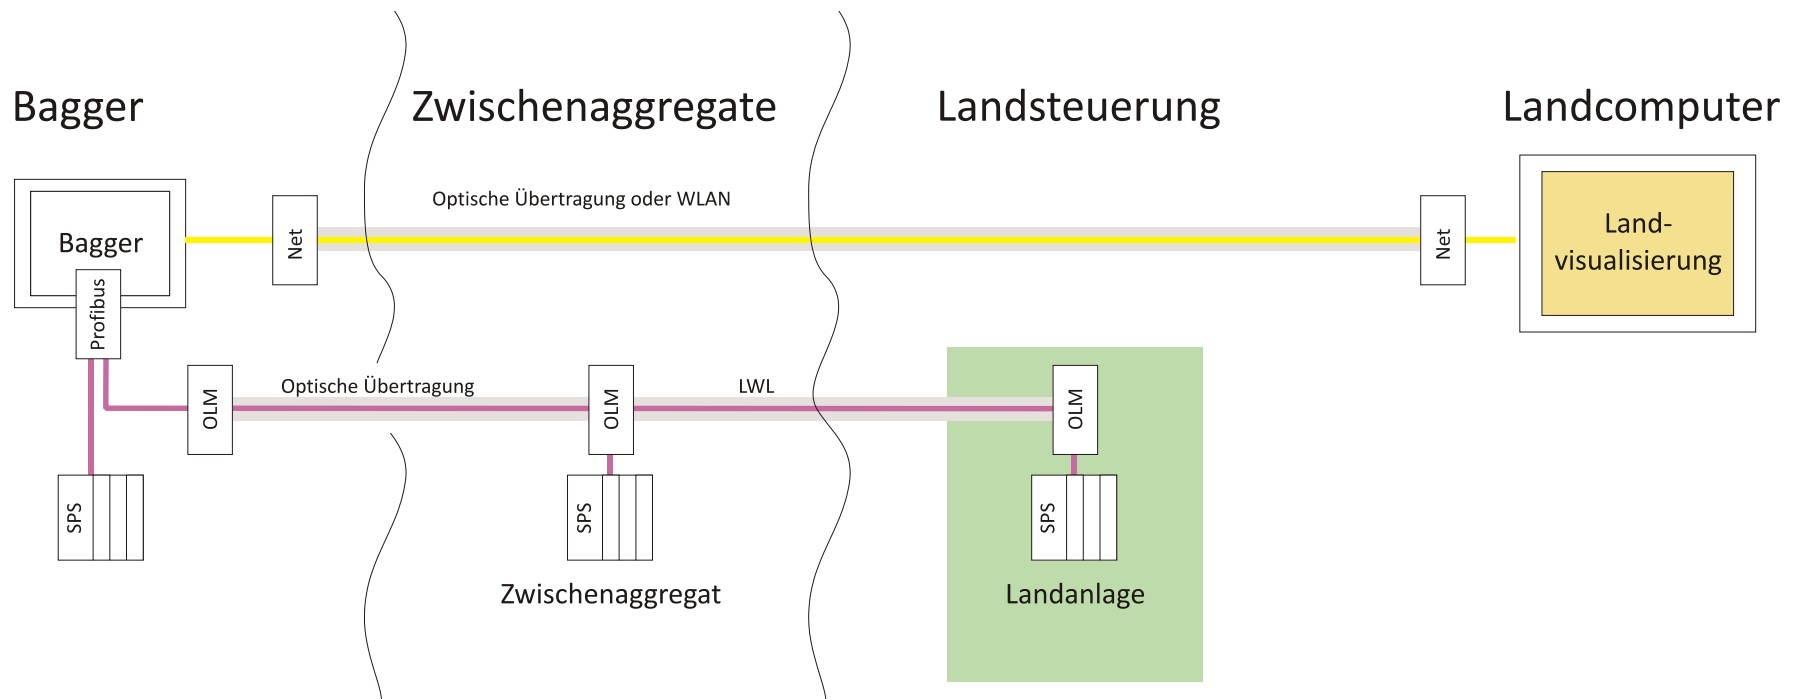 Bagger
Zwischenaggregate
Landsteuerung
Landcomputer
Optische Übertragung oder WLAN
Bagger
Net
Net
Land-
visualisierung
Profibus
OLM
Optische Übertragung
OLM
LWL
OLM
SPS
SPS
SPS
Zwischenaggregat
Landanlage